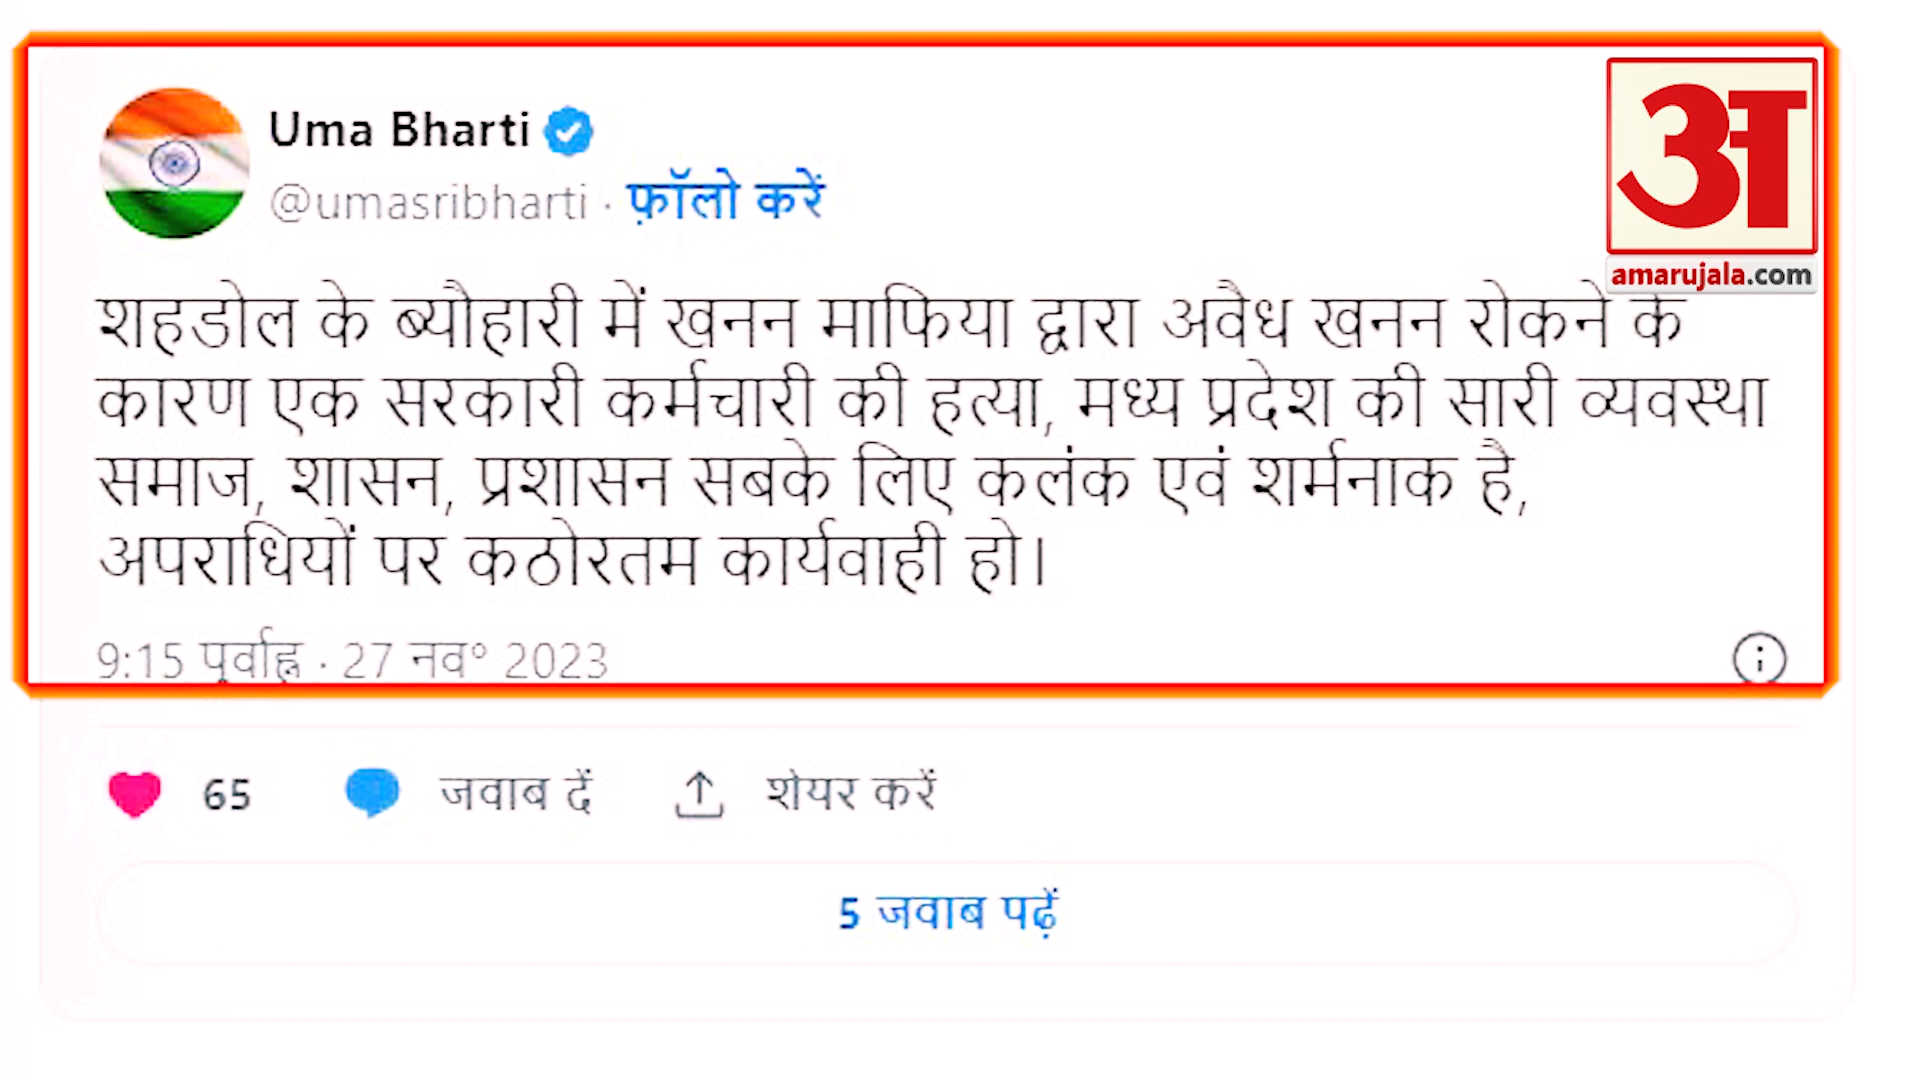 Uma Bharti
@umasribharti · फ़ॉलो करें
अ
amarujala.com
शहडोल के ब्यौहारी में खनन माफिया द्वारा अवैध खनन रोकने के
कारण एक सरकारी कर्मचारी की हत्या, मध्य प्रदेश की सारी व्यवस्था
समाज, शासन, प्रशासन सबके लिए कलंक एवं शर्मनाक है,
अपराधियों पर कठोरतम कार्यवाही हो।
9:15 पूर्वाह्न · 27 नव॰ 2023
65 जवाब दें शेयर करें
5 जवाब पढ़ें